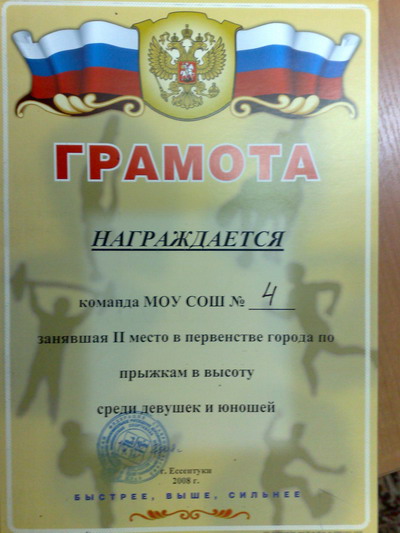 ГРАМОТА
НАГРАЖДАЕТСЯ
команда МОУ СОШ № 4
занявшая II место в первенстве города по
прыжкам в высоту
среди девушек и юношей
г. Ессентуки
2008 г.
БЫСТРЕЕ, ВЫШЕ, СИЛЬНЕЕ